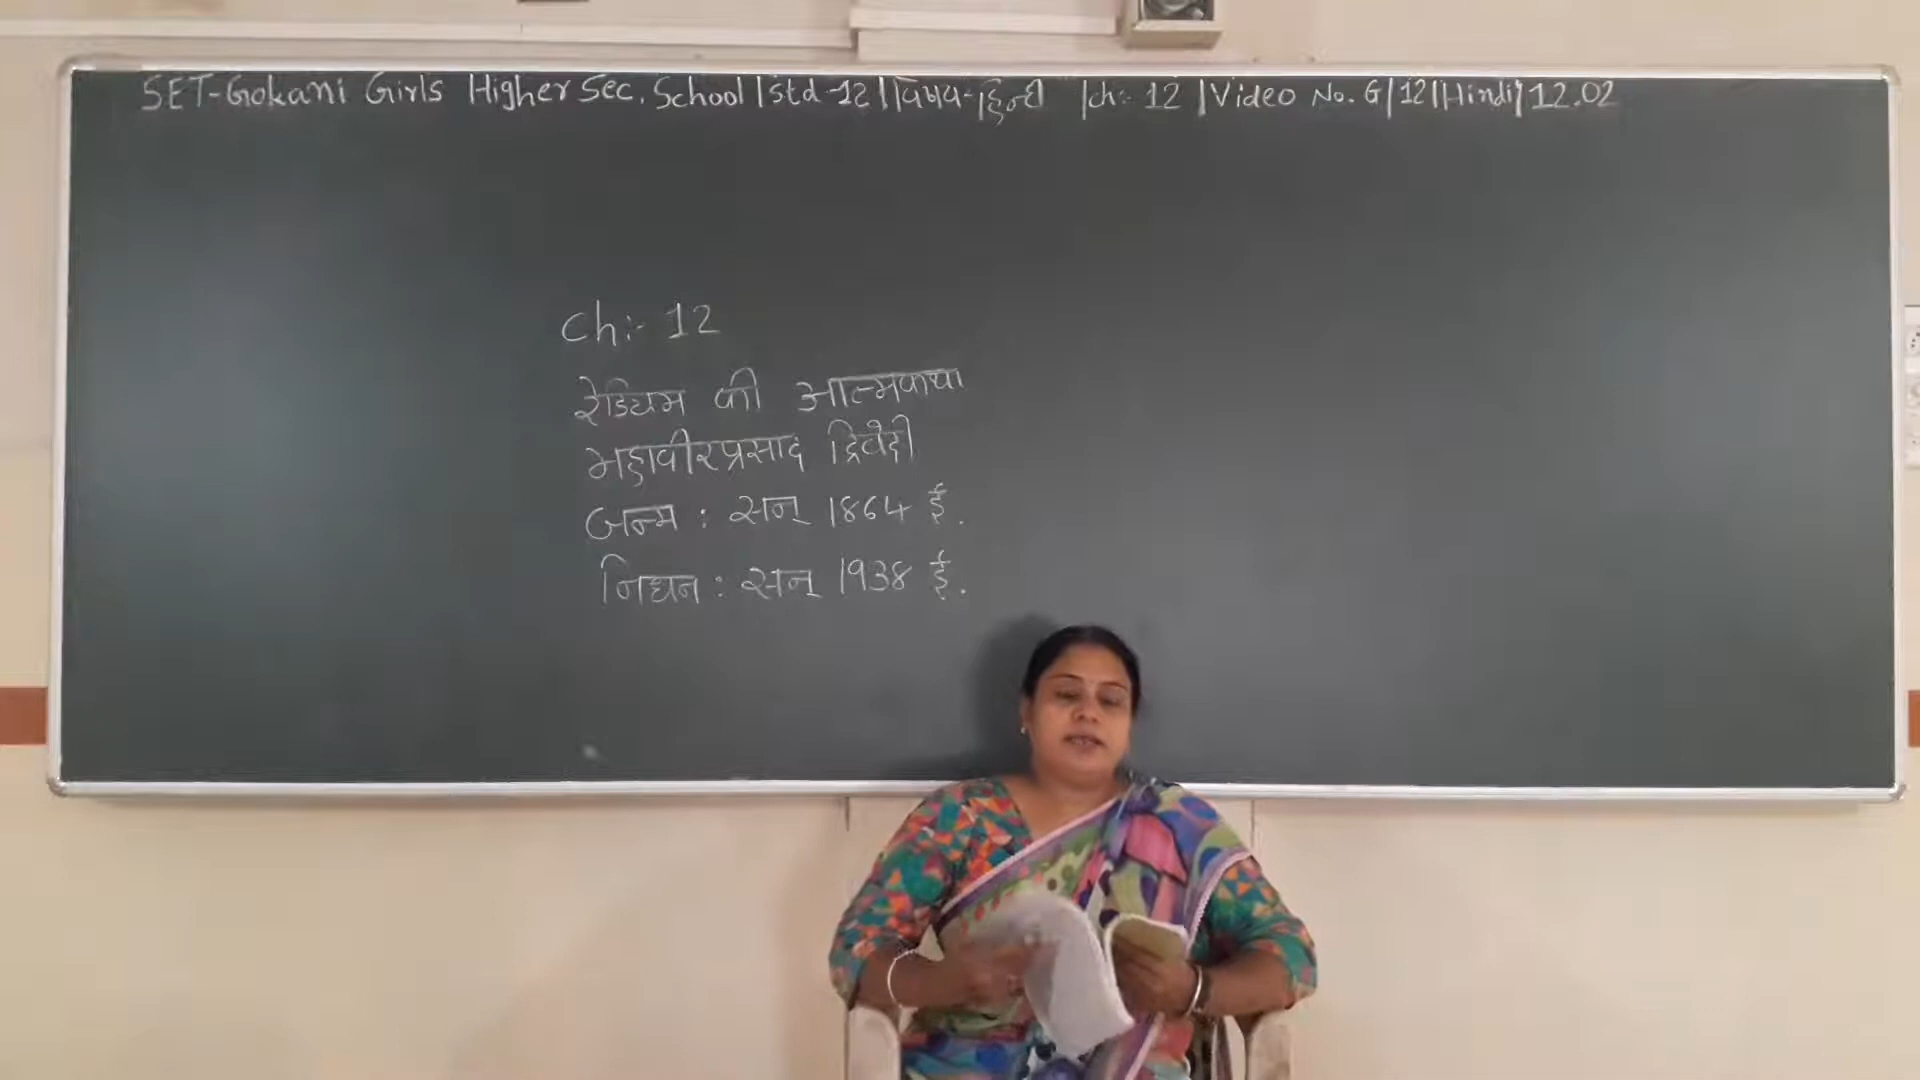 SET-Gokani Girls Higher Sec. School | std-12 | विषय-हिन्दी | ch:- 12 | Video No. G|12|Hindi|12.02
Ch:- 12
रेडियम की आत्मकथा
महावीरप्रसाद द्विवेदी
जन्म : सन् 1864 ई.
निधन : सन् 1938 ई.